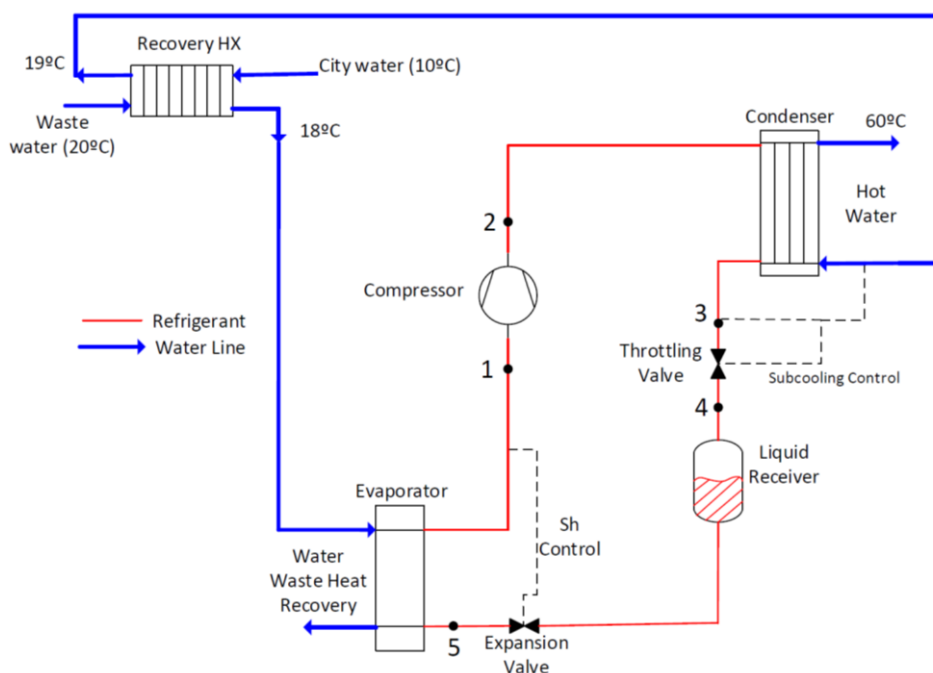 Recovery HX
19ºC
City water (10ºC)
Waste
water (20ºC)
18ºC
Condenser
60ºC
Hot
Water
2
Compressor
Refrigerant
Water Line
3
Throttling
Valve
Subcooling Control
1
4
Liquid
Receiver
Evaporator
Sh
Control
Water
Waste Heat
Recovery
5
Expansion
Valve